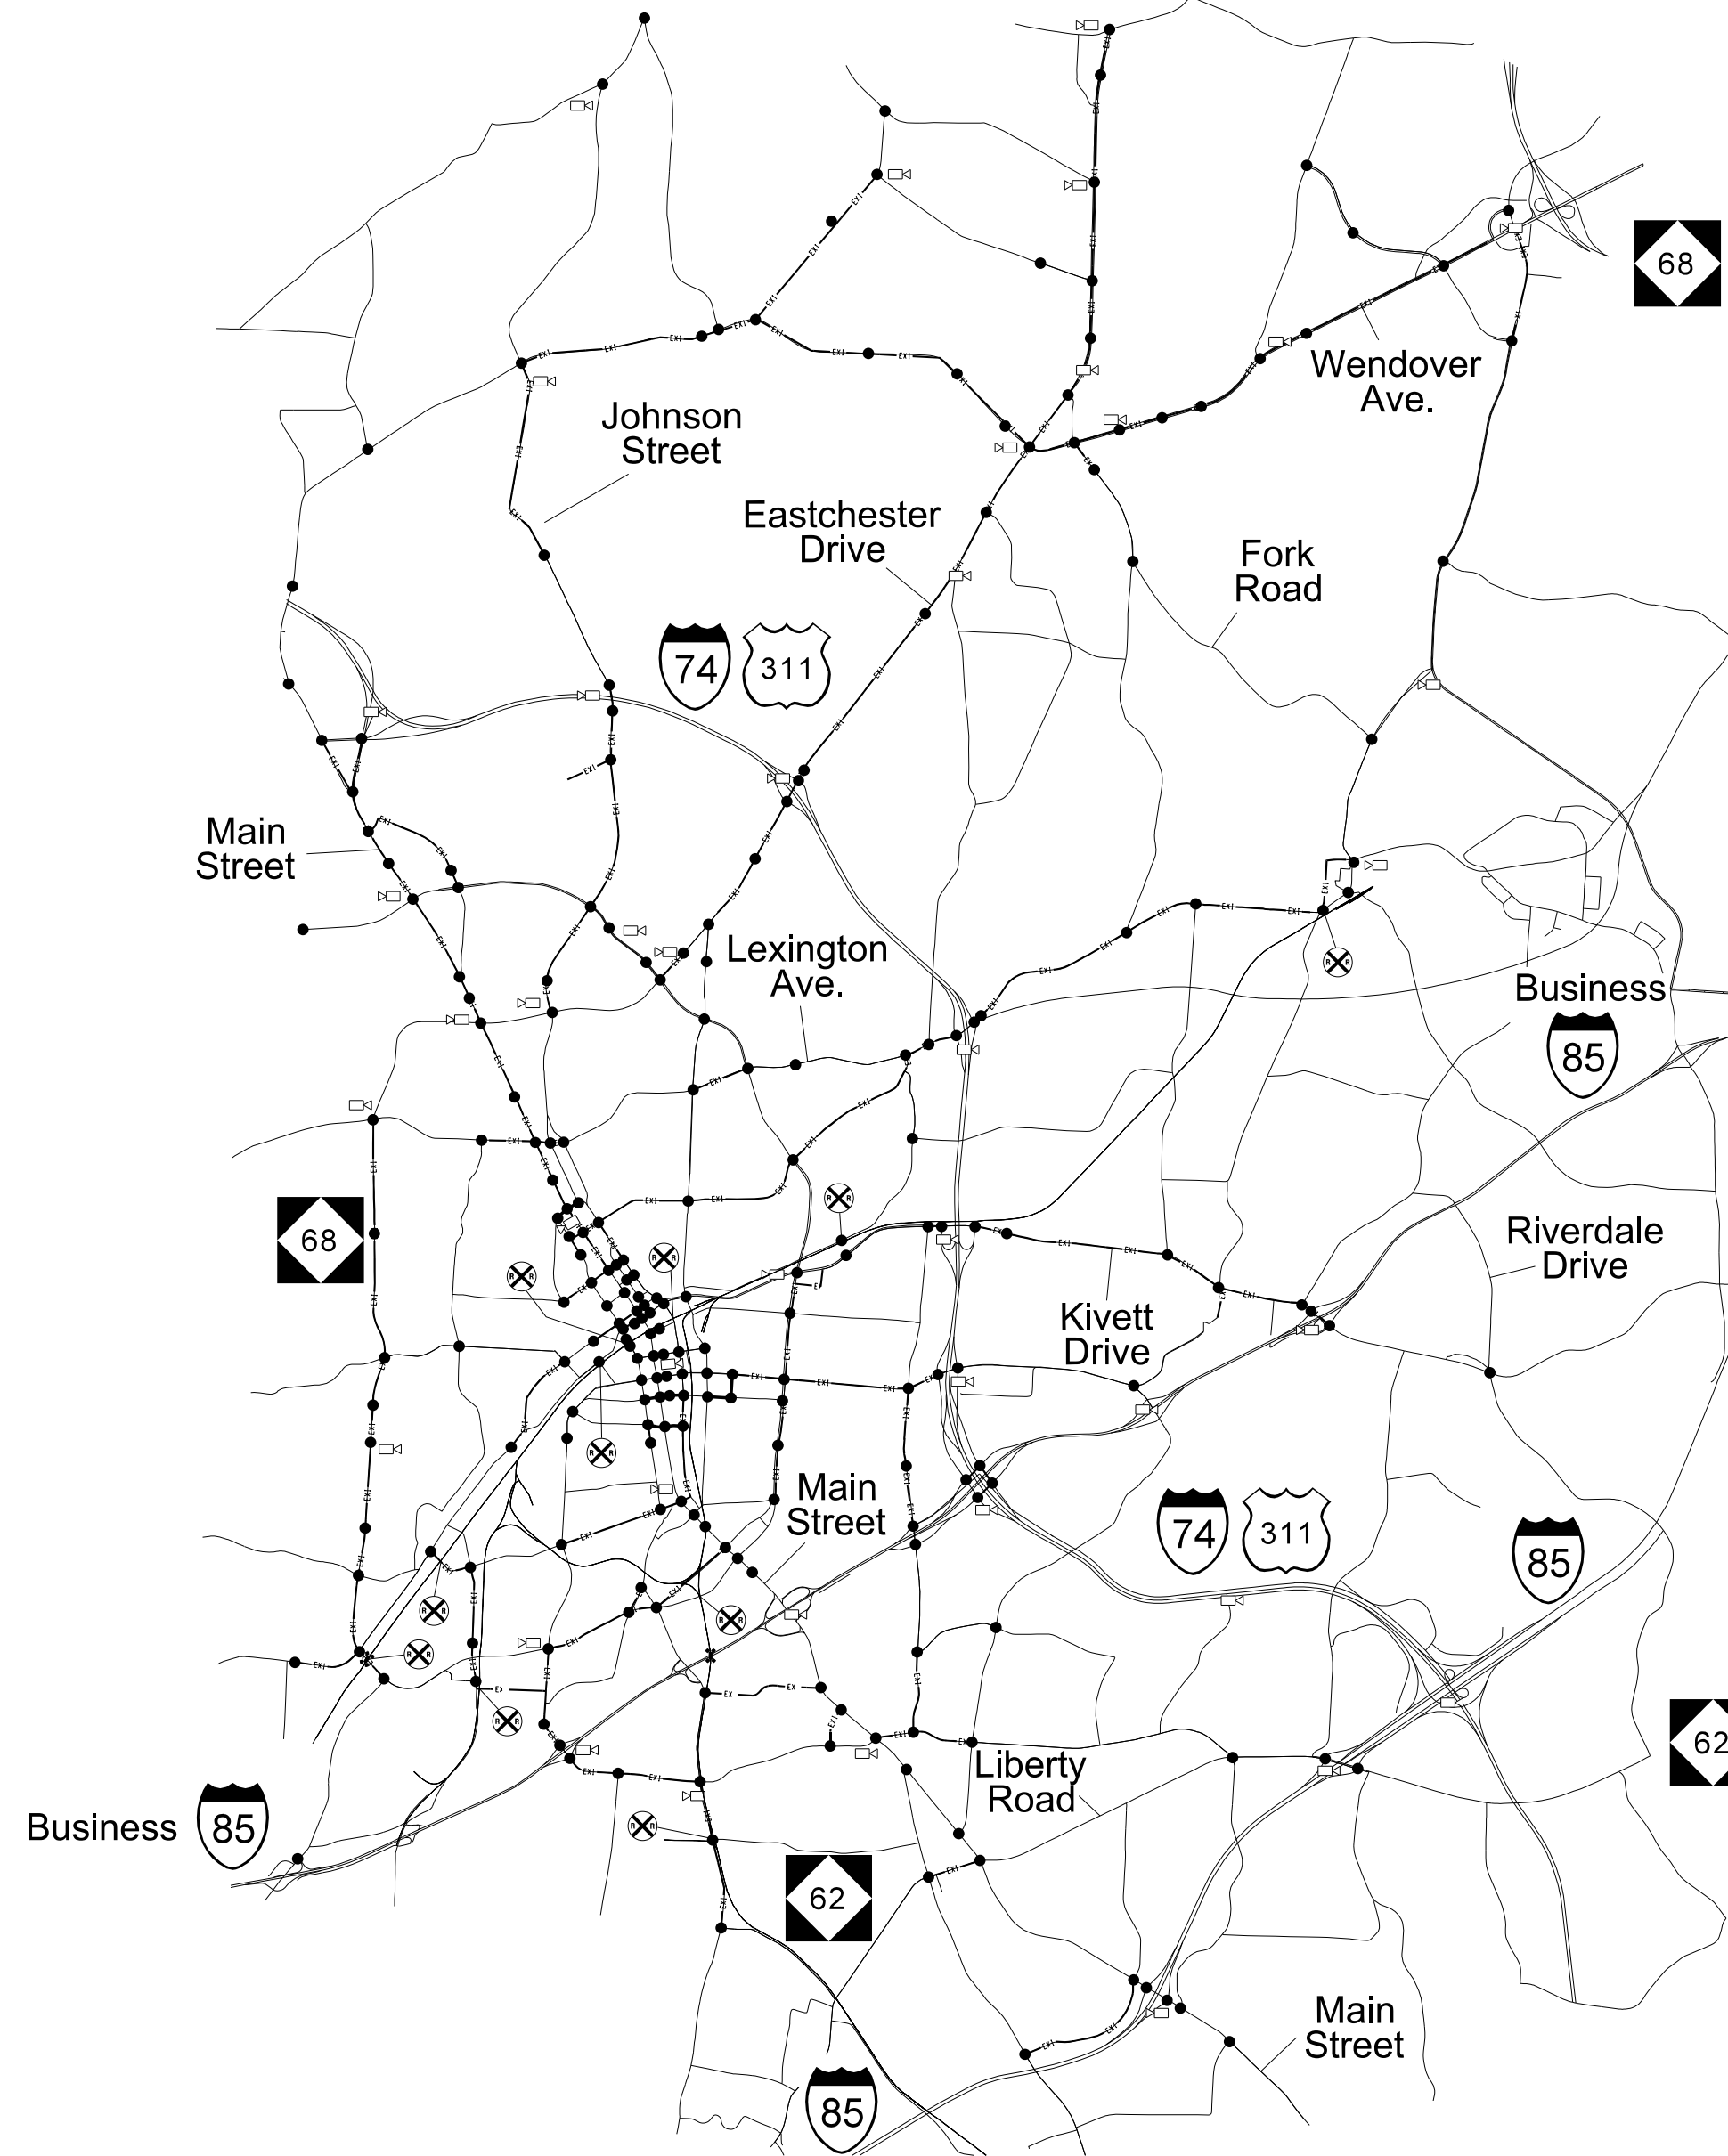 68
Wendover
Ave.
Johnson
Street
Eastchester
Drive
Fork
Road
74
311
Main
Street
Lexington
Ave.
Business
85
68
Riverdale
Drive
Kivett
Drive
Main
Street
74
311
85
62
Liberty
Road
Business
85
62
Main
Street
85